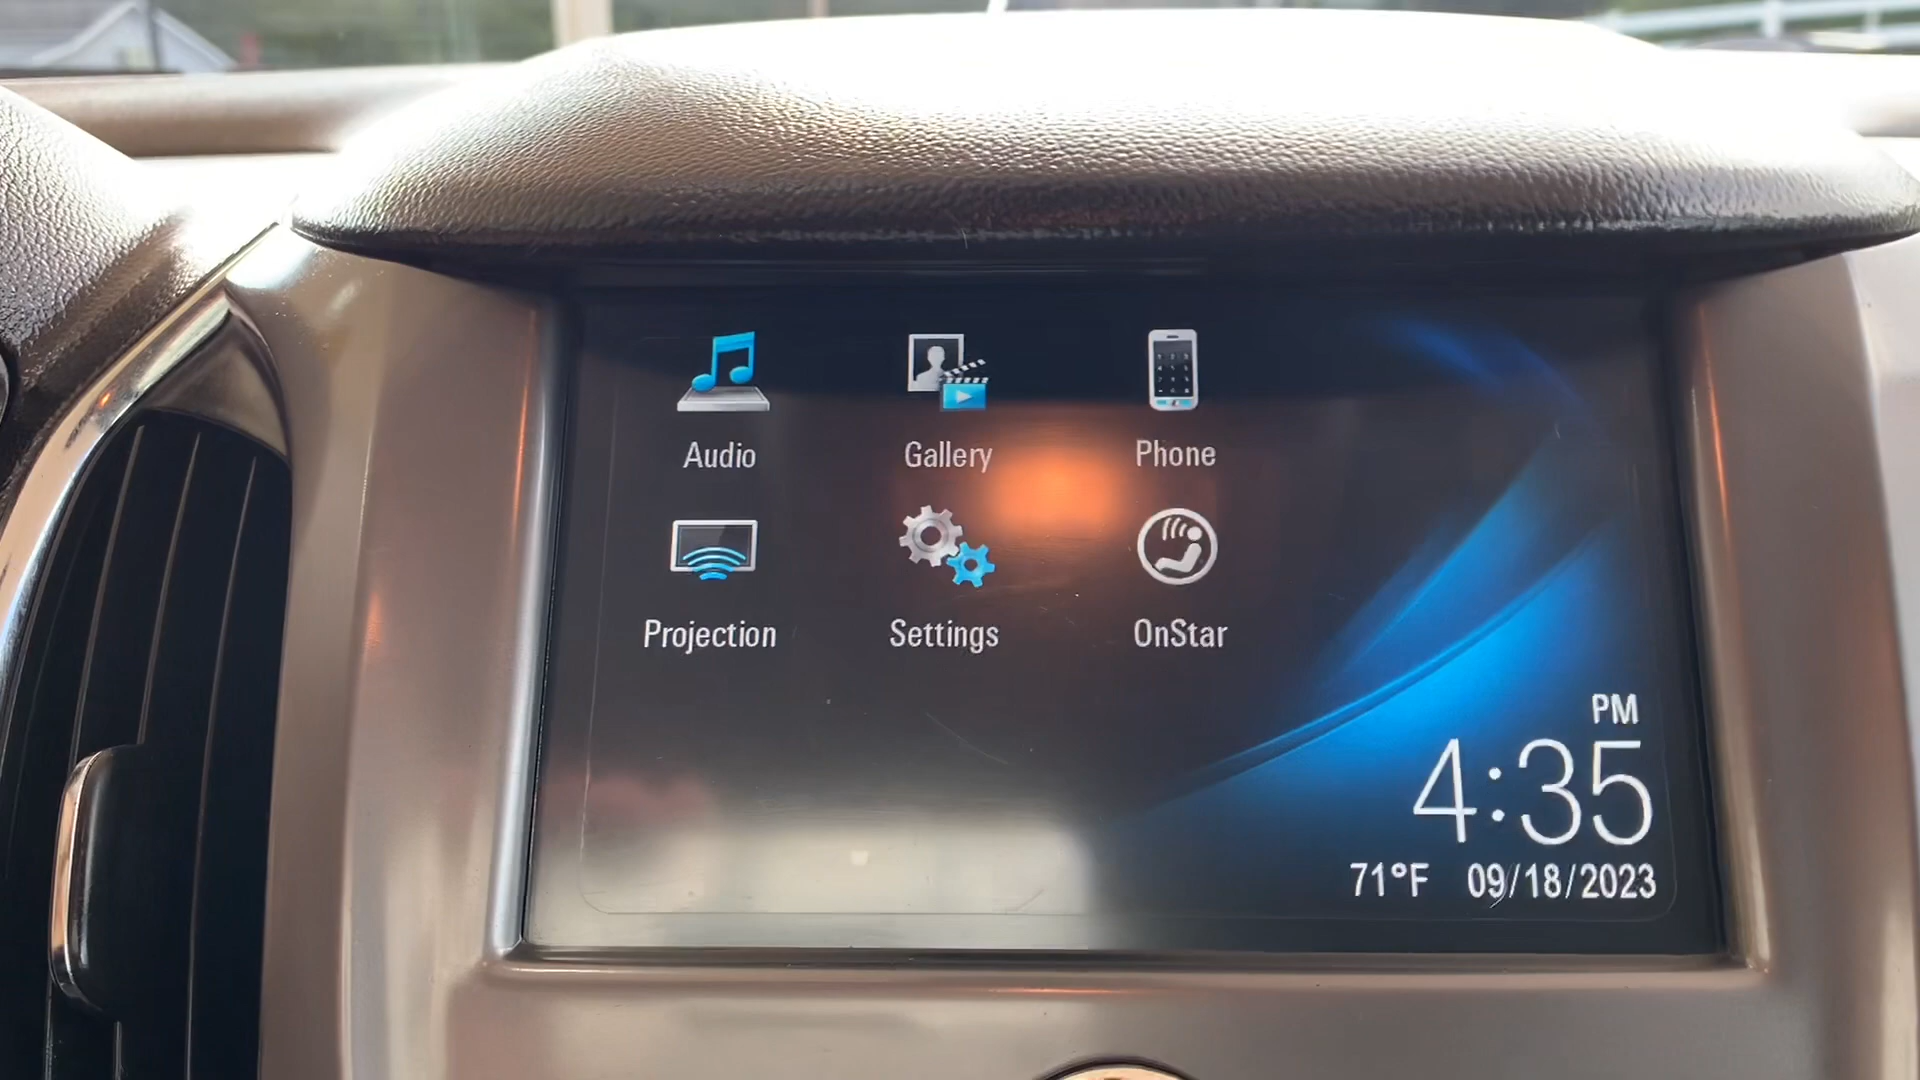 Audio
Gallery
Phone
Projection
Settings
OnStar
PM
4:35
71°F 09/18/2023